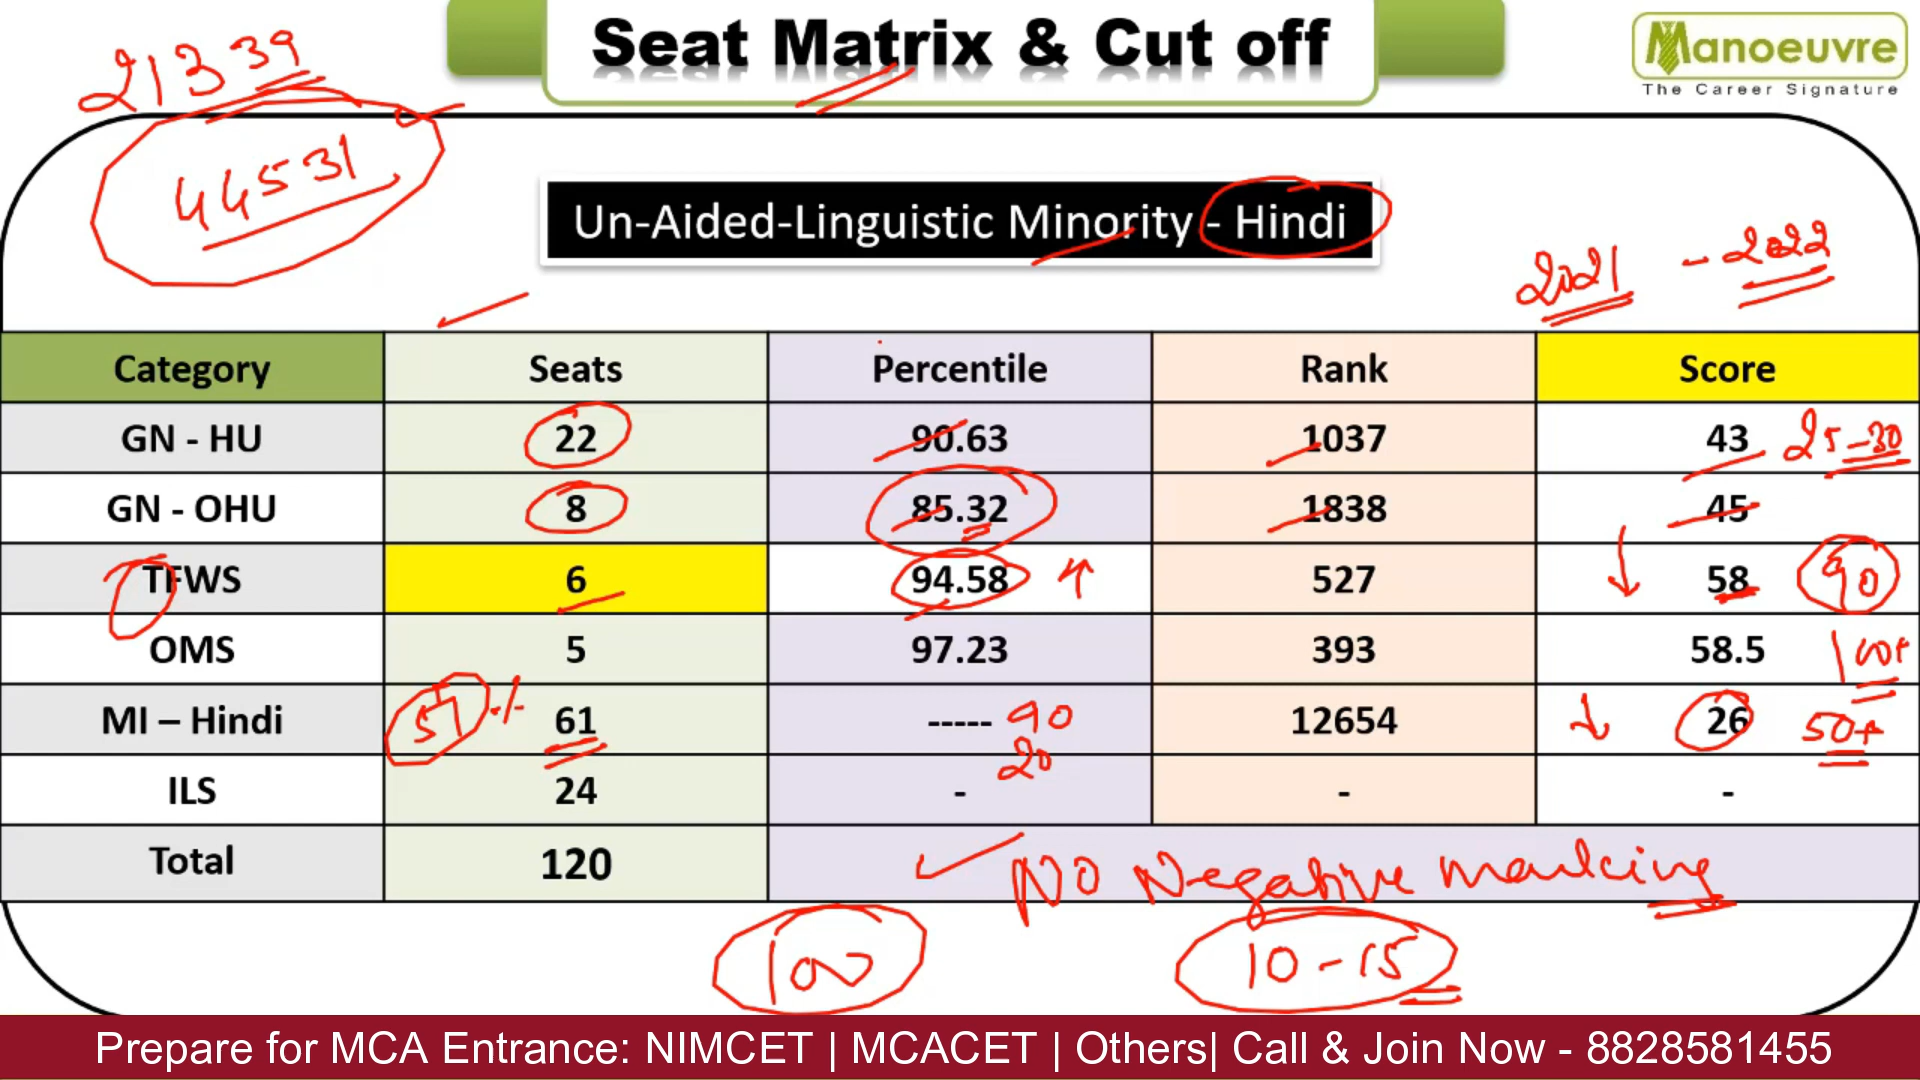 Seat Matrix & Cut off
Manoeuvre
The Career Signature
21339
44531
Un-Aided-Linguistic Minority - Hindi
2021 - 2022
Category Seats Percentile Rank Score
GN - HU 22 90.63 1037 43 25-30
GN - OHU 8 85.32 1838 45
TFWS 6 94.58 527 58 90
OMS 5 97.23 393 58.5 100+
MI – Hindi 51 % 61 ----- 90 12654 26 50+
20
ILS 24 - - -
Total 120 No Negative marking
100 10-15
Prepare for MCA Entrance: NIMCET | MCACET | Others| Call & Join Now - 8828581455